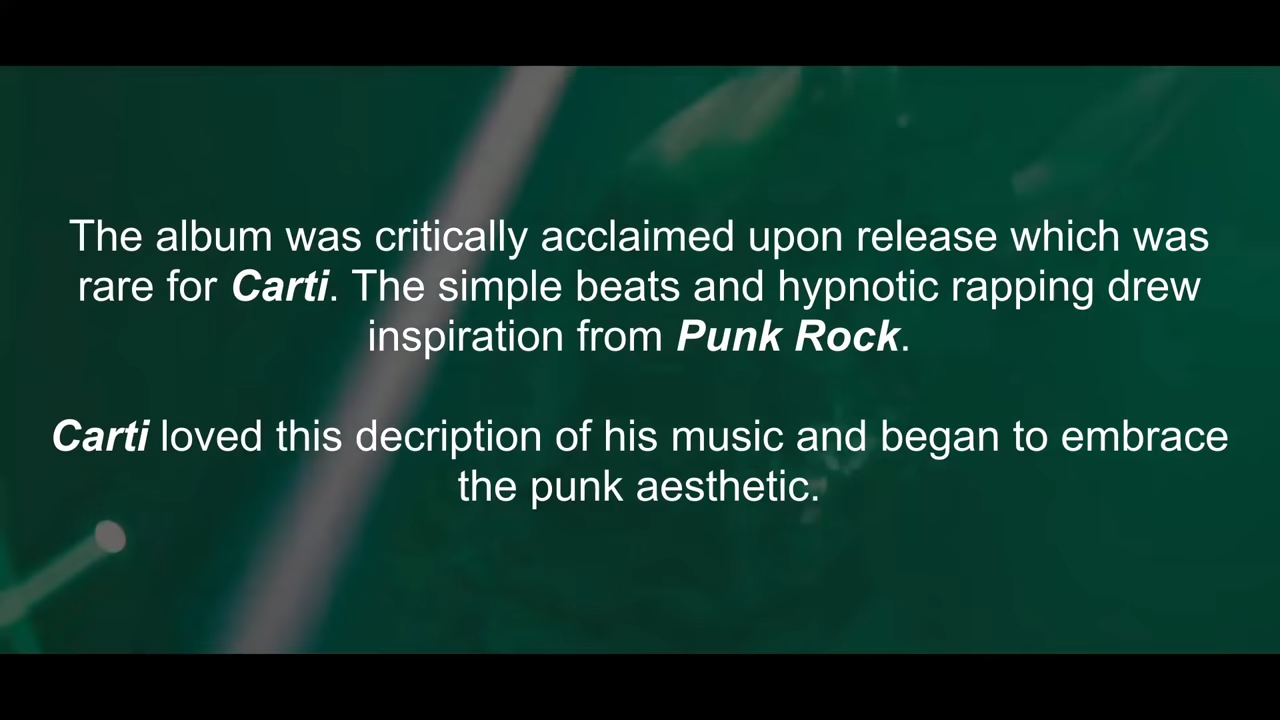 The album was critically acclaimed upon release which was
rare for Carti. The simple beats and hypnotic rapping drew
inspiration from Punk Rock.
Carti loved this decription of his music and began to embrace
the punk aesthetic.